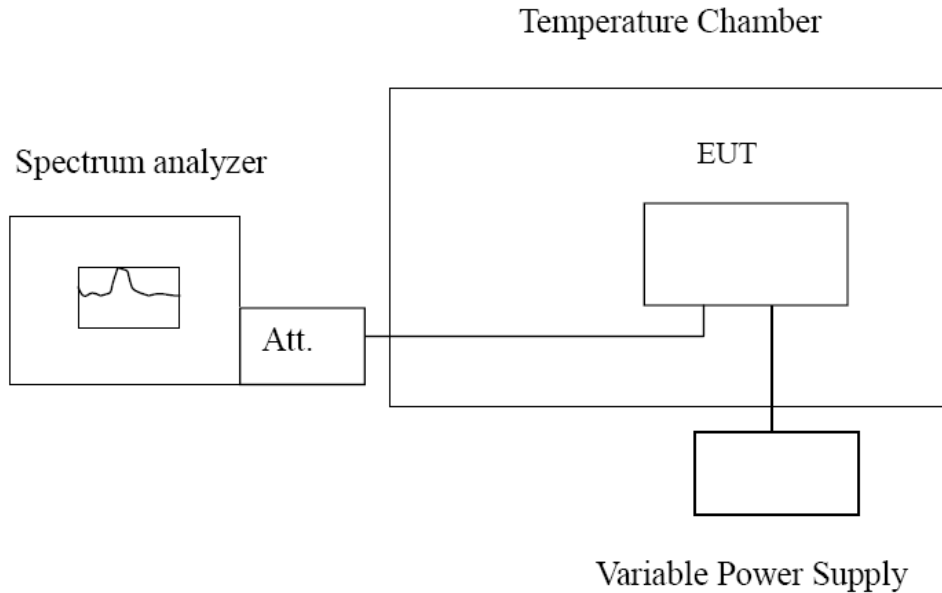 Temperature Chamber
EUT
Spectrum analyzer
Att.
Variable Power Supply